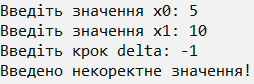 Введіть значення x0: 5
Введіть значення x1: 10
Введіть крок delta: -1
Введено некоректне значення!